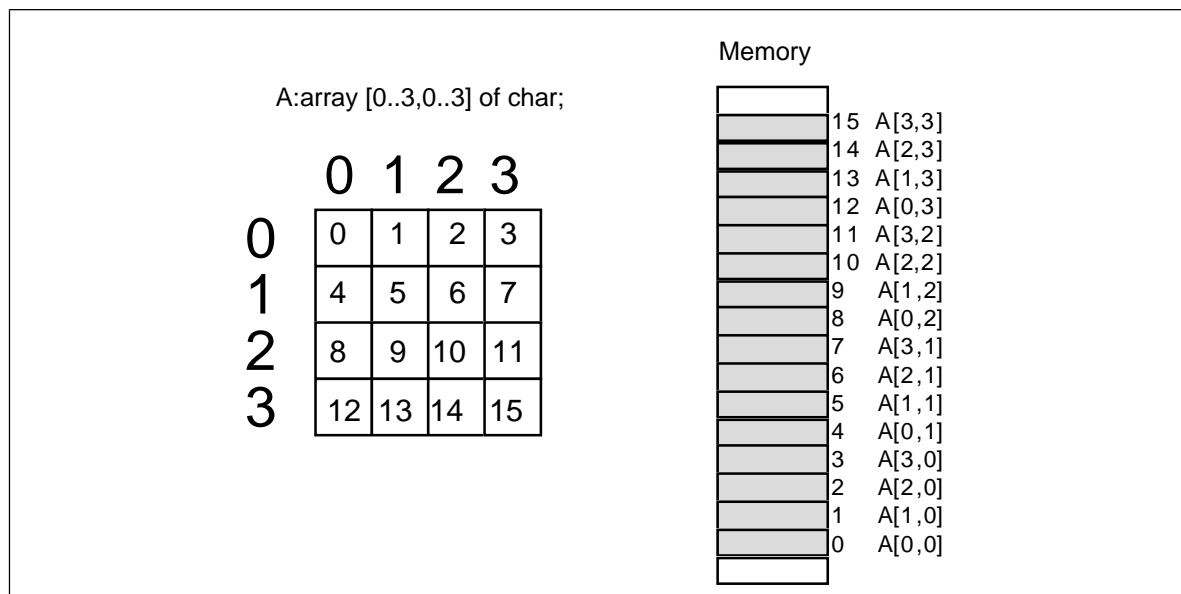 Memory
A:array [0..3,0..3] of char;
0 1 2 3
0 0 1 2 3
1 4 5 6 7
2 8 9 10 11
3 12 13 14 15
15 A[3,3]
14 A[2,3]
13 A[1,3]
12 A[0,3]
11 A[3,2]
10 A[2,2]
9 A[1,2]
8 A[0,2]
7 A[3,1]
6 A[2,1]
5 A[1,1]
4 A[0,1]
3 A[3,0]
2 A[2,0]
1 A[1,0]
0 A[0,0]